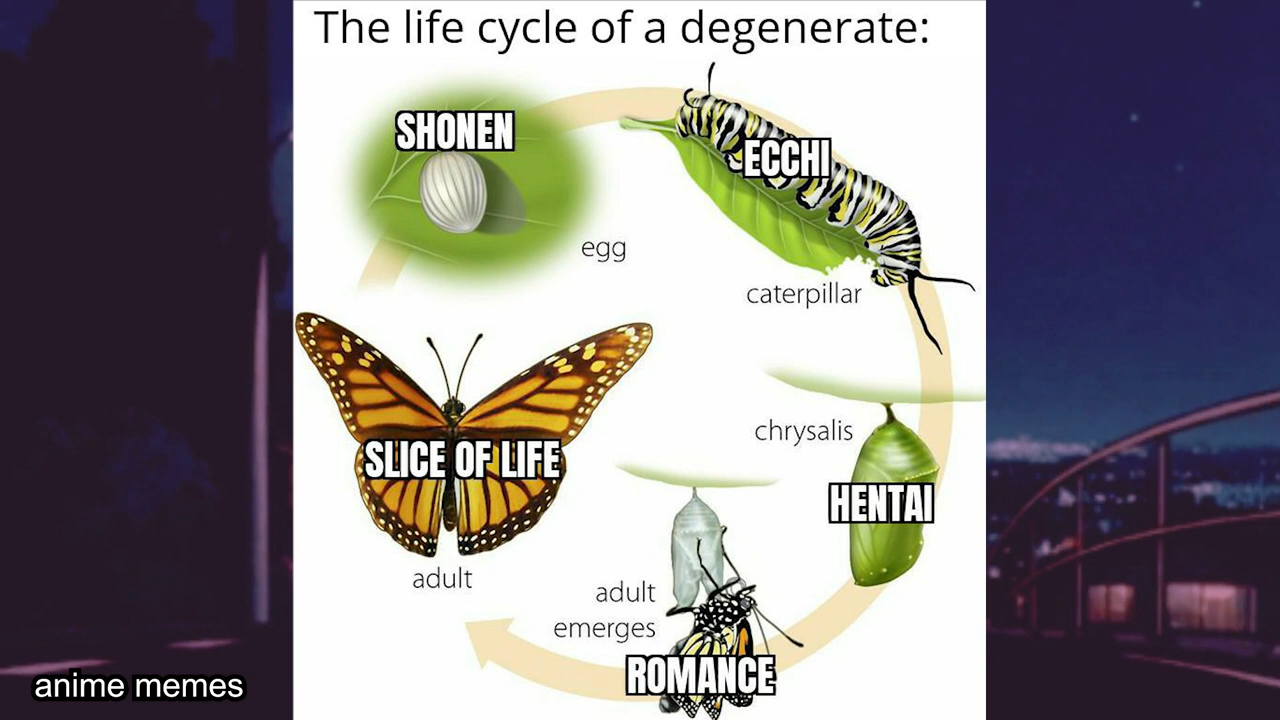 The life cycle of a degenerate:
SHONEN
ECCHI
egg
caterpillar
chrysalis
HENTAI
SLICE OF LIFE
adult
adult
emerges
ROMANCE
anime memes